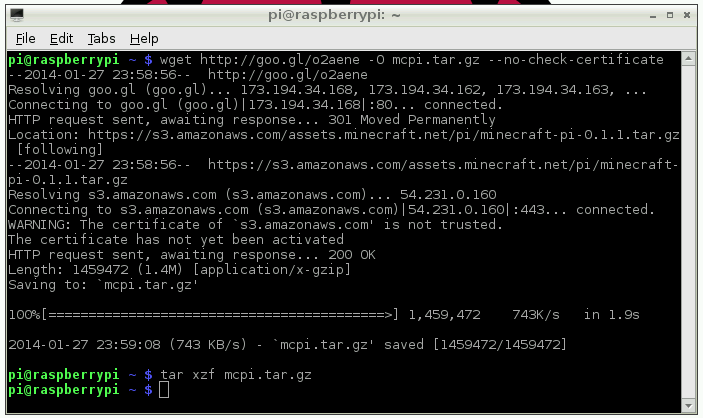 pi@raspberrypi: ~
File Edit Tabs Help
pi@raspberrypi ~ $ wget http://goo.gl/o2aene -O mcpi.tar.gz --no-check-certificate
--2014-01-27 23:58:56--  http://goo.gl/o2aene
Resolving goo.gl (goo.gl)... 173.194.34.168, 173.194.34.162, 173.194.34.163, ...
Connecting to goo.gl (goo.gl)|173.194.34.168|:80... connected.
HTTP request sent, awaiting response... 301 Moved Permanently
Location: https://s3.amazonaws.com/assets.minecraft.net/pi/minecraft-pi-0.1.1.tar.gz
 [following]
--2014-01-27 23:58:56--  https://s3.amazonaws.com/assets.minecraft.net/pi/minecraft-
pi-0.1.1.tar.gz
Resolving s3.amazonaws.com (s3.amazonaws.com)... 54.231.0.160
Connecting to s3.amazonaws.com (s3.amazonaws.com)|54.231.0.160|:443... connected.
WARNING: The certificate of `s3.amazonaws.com' is not trusted.
The certificate has not yet been activated
HTTP request sent, awaiting response... 200 OK
Length: 1459472 (1.4M) [application/x-gzip]
Saving to: `mcpi.tar.gz'
100%[==========================================>] 1,459,472    743K/s   in 1.9s
2014-01-27 23:59:08 (743 KB/s) - `mcpi.tar.gz' saved [1459472/1459472]
pi@raspberrypi ~ $ tar xzf mcpi.tar.gz
pi@raspberrypi ~ $